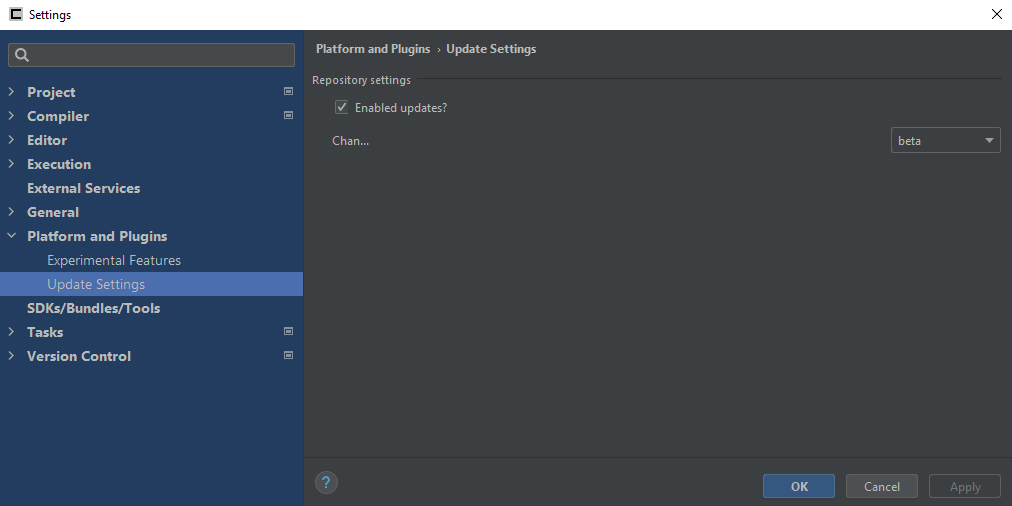 Settings
Platform and Plugins › Update Settings
Repository settings
Enabled updates?
Chan...
beta
Project
Compiler
Editor
Execution
External Services
General
Platform and Plugins
Experimental Features
Update Settings
SDKs/Bundles/Tools
Tasks
Version Control
?
OK
Cancel
Apply